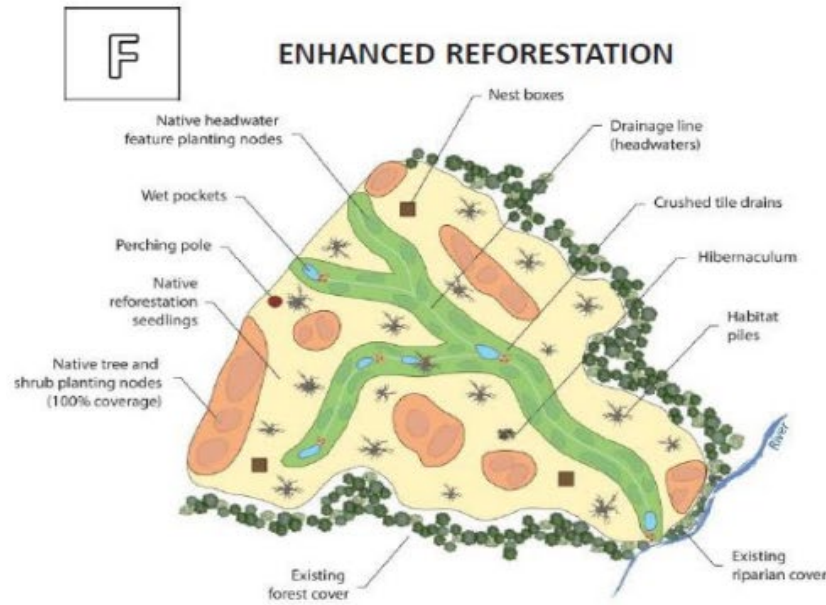 F
ENHANCED REFORESTATION
Nest boxes
Native headwater
feature planting nodes
Drainage line
(headwaters)
Wet pockets
Crushed tile drains
Perching pole
Hibernaculum
Native
reforestation
seedlings
Habitat
piles
Native tree and
shrub planting nodes
(100% coverage)
River
Existing
forest cover
Existing
riparian cover